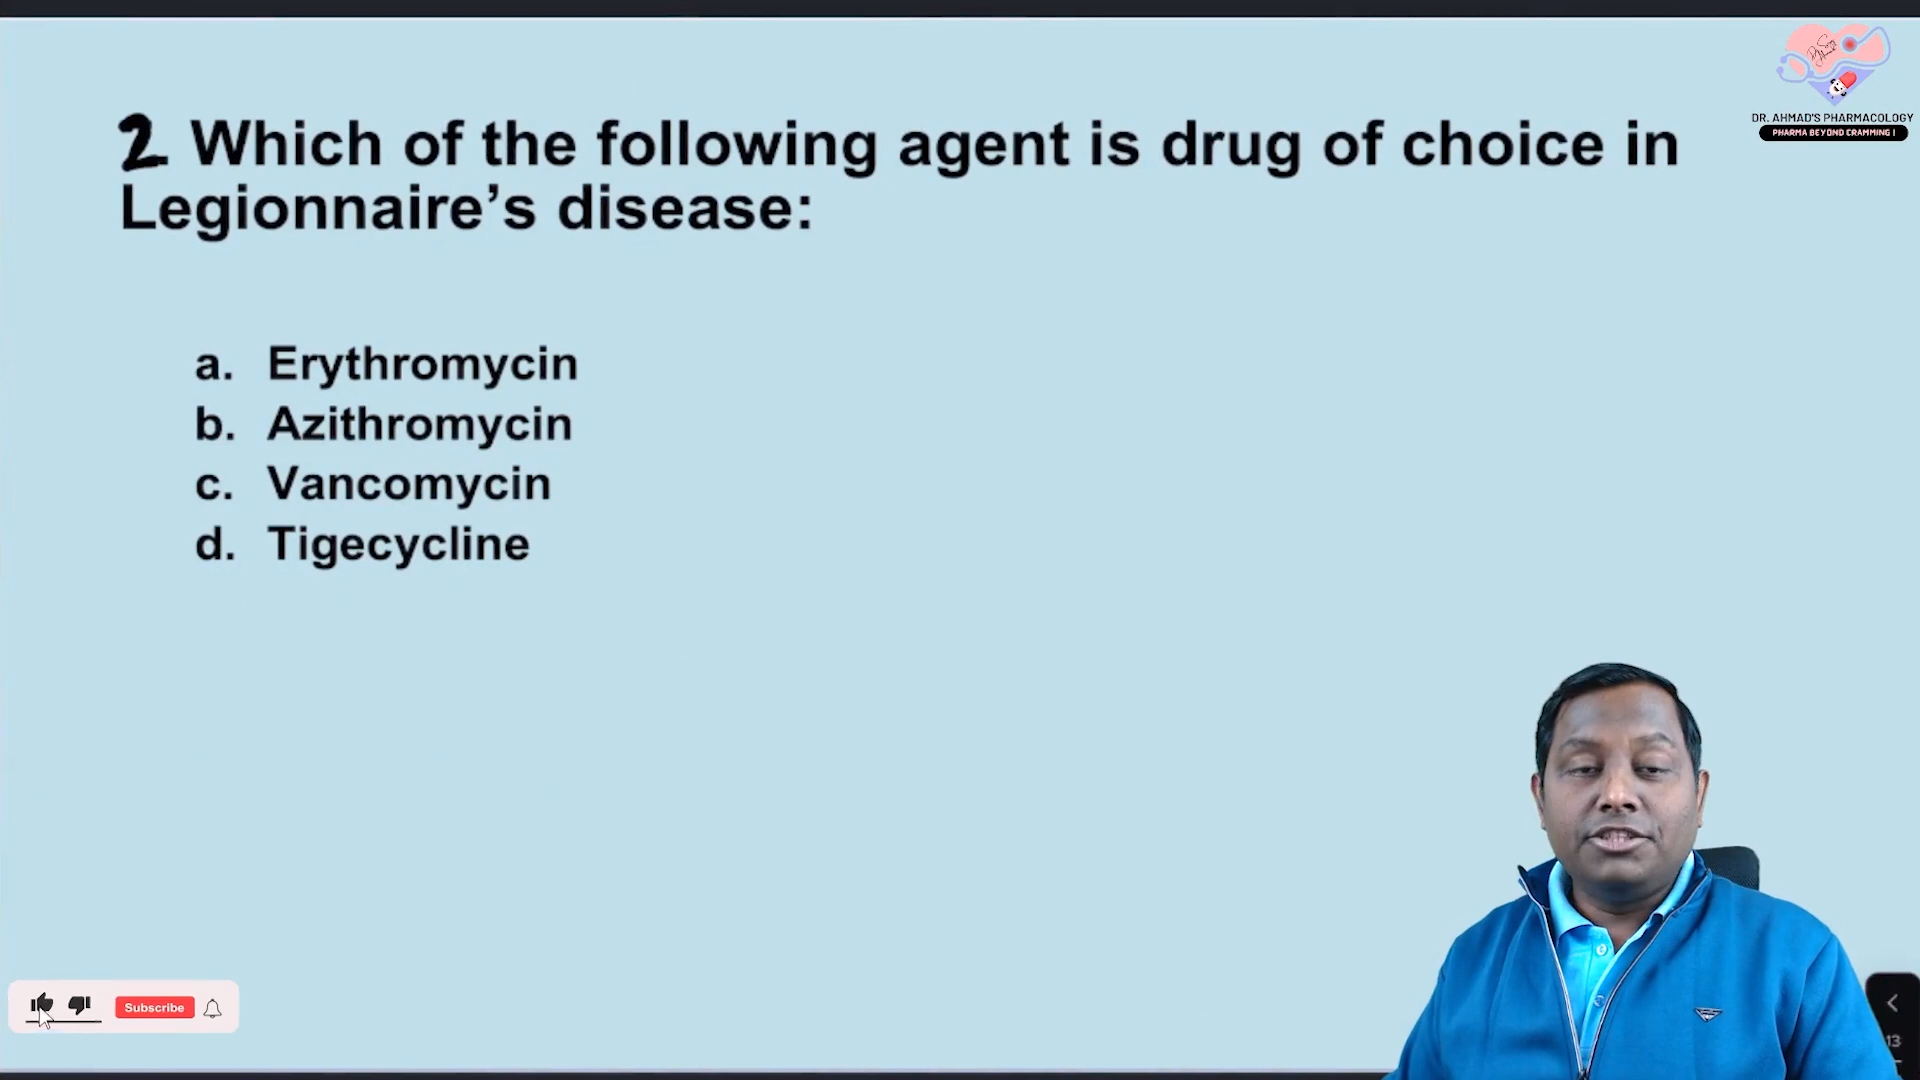 DR. AHMAD'S PHARMACOLOGY
PHARMA BEYOND CRAMMING !
2 Which of the following agent is drug of choice in
Legionnaire’s disease:
a. Erythromycin
b. Azithromycin
c. Vancomycin
d. Tigecycline
Subscribe
13